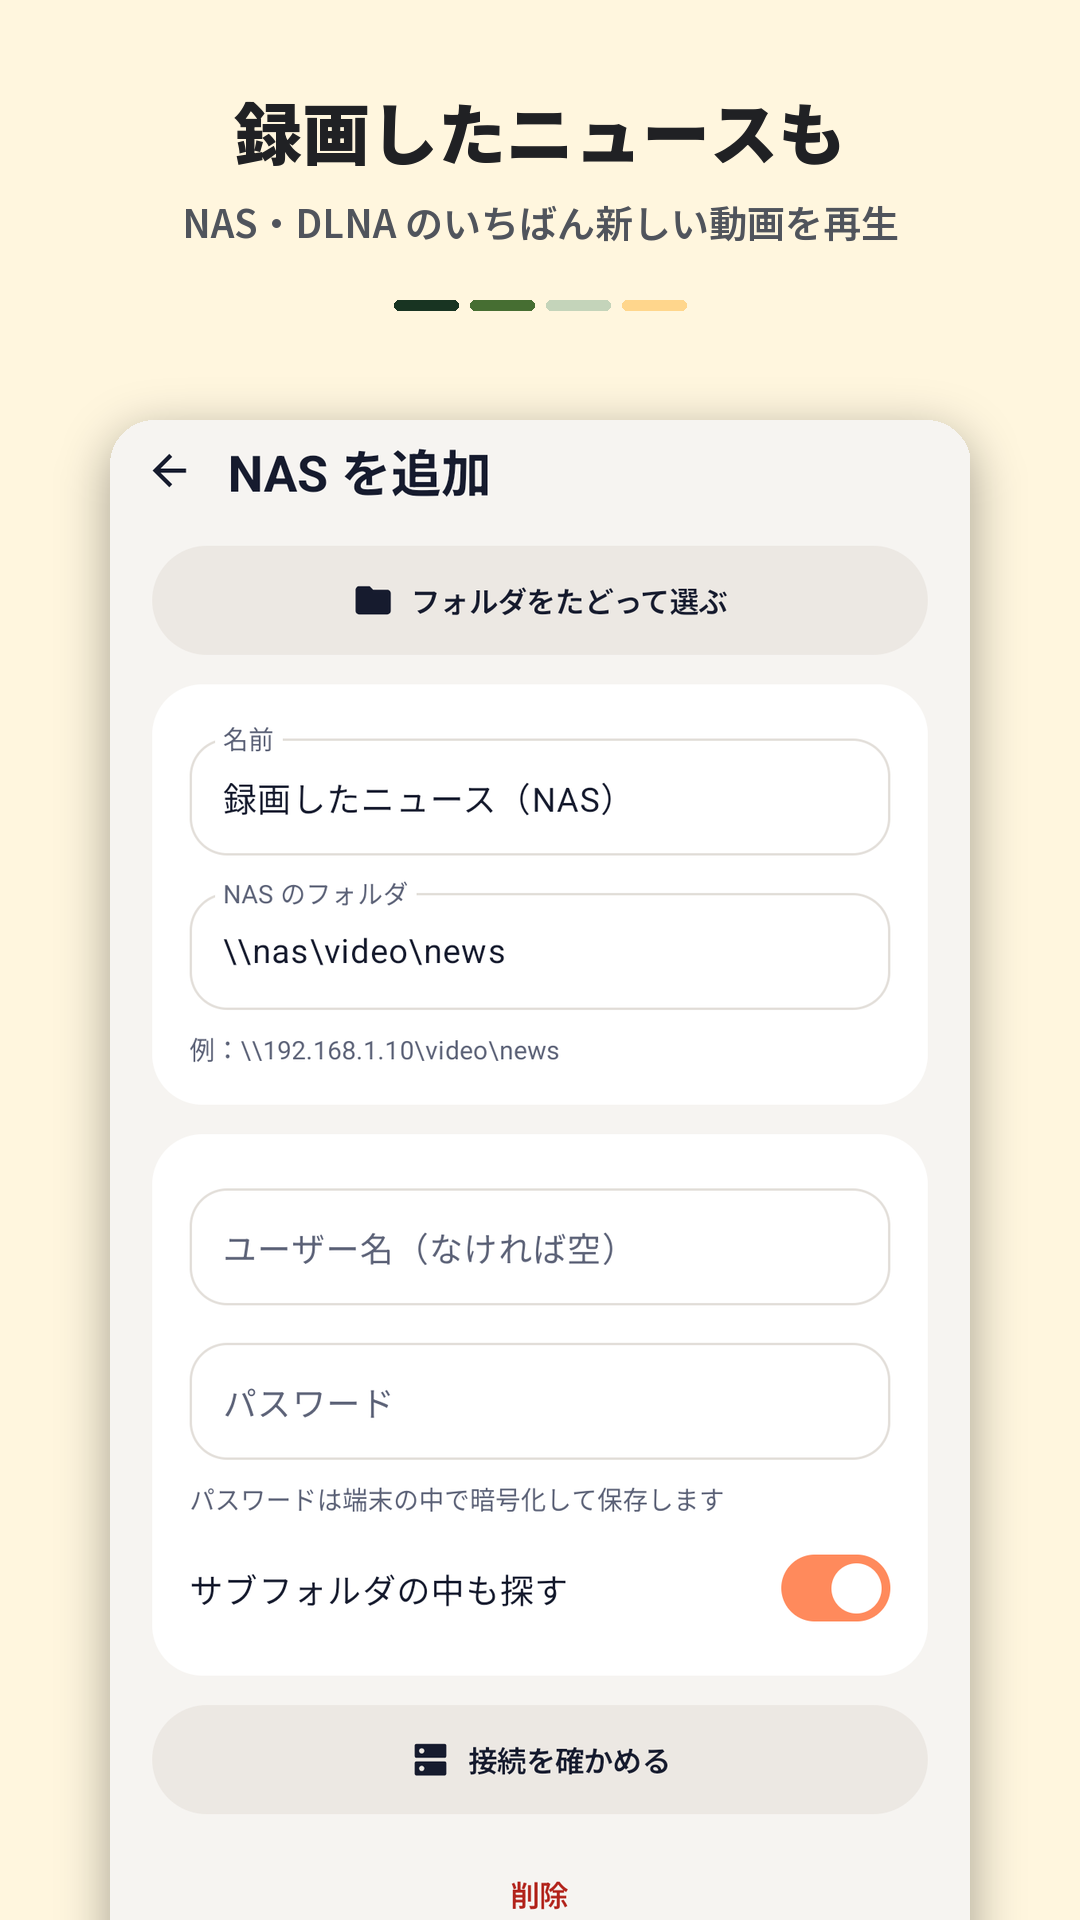 録画したニュースも
NAS・DLNA のいちばん新しい動画を再生
NAS を追加
フォルダをたどって選ぶ
名前
録画したニュース（NAS）
NAS のフォルダ
\\nas\video\news
例：\\192.168.1.10\video\news
ユーザー名（なければ空）
パスワード
パスワードは端末の中で暗号化して保存します
サブフォルダの中も探す
接続を確かめる
削除